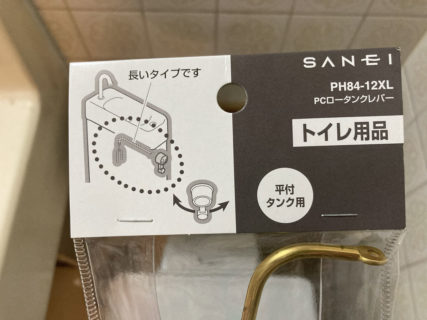 長いタイプです
SANEI
PH84-12XL
PCロータンクレバー
トイレ用品
平付
タンク用